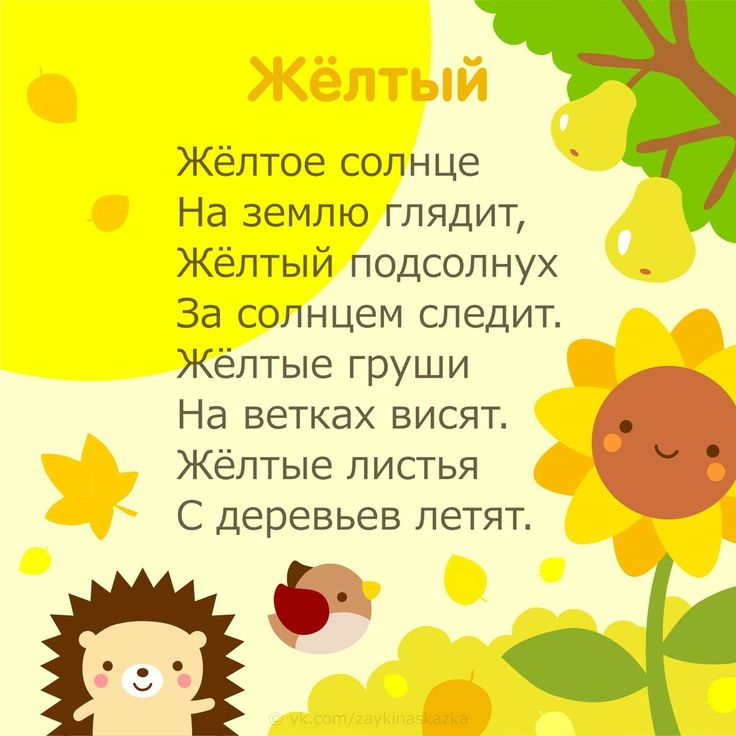 Жёлтый
Жёлтое солнце
На землю глядит,
Жёлтый подсолнух
За солнцем следит.
Жёлтые груши
На ветках висят.
Жёлтые листья
С деревьев летят.
© vk.com/zaykinaskazka